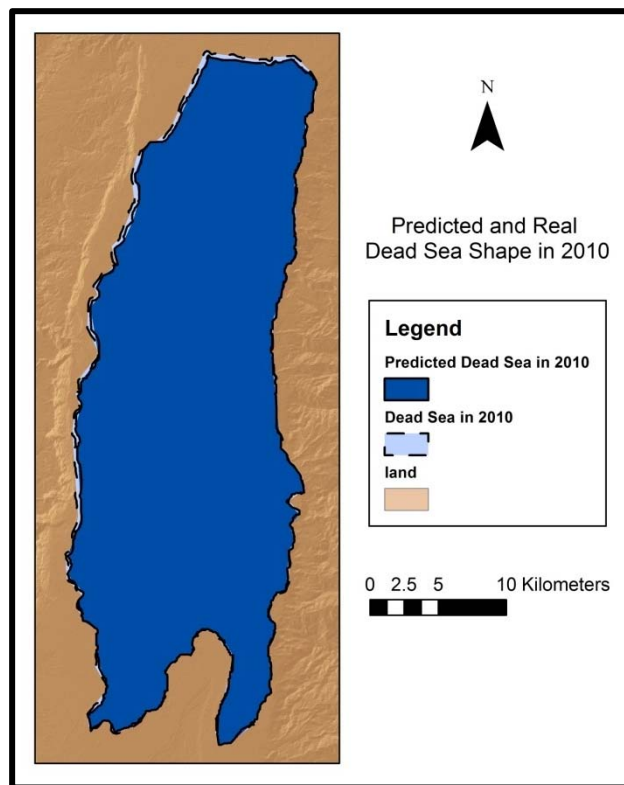 N
Predicted and Real
Dead Sea Shape in 2010
Legend
Predicted Dead Sea in 2010
Dead Sea in 2010
land
0 2.5 5 10 Kilometers